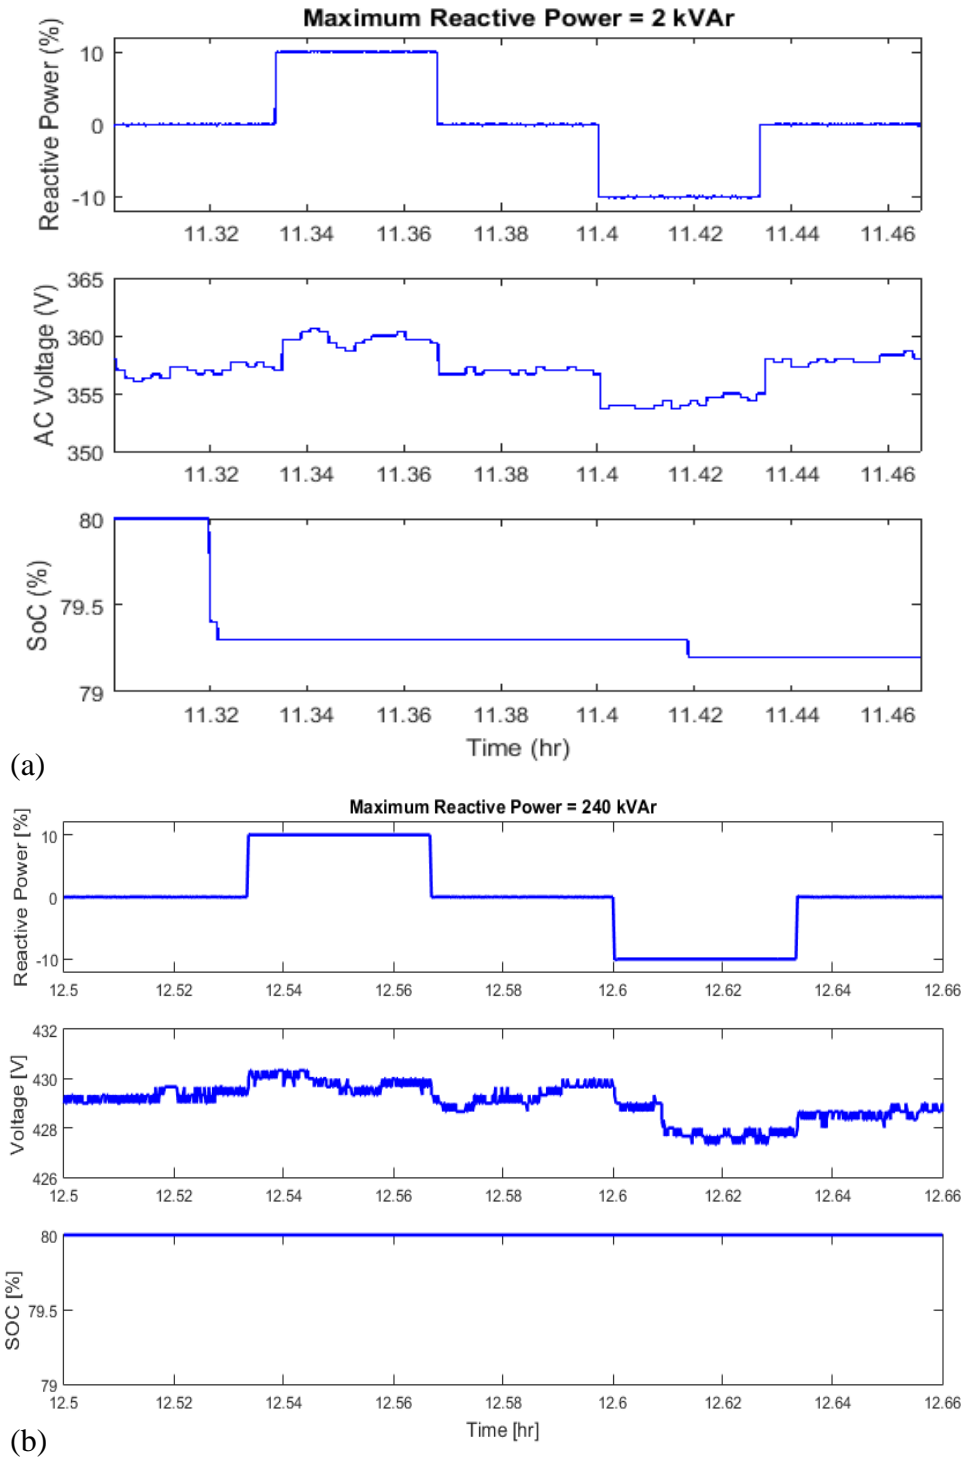 Maximum Reactive Power = 2 kVAr
Reactive Power (%)
10
0
-10
11.32 11.34 11.36 11.38 11.4 11.42 11.44 11.46
AC Voltage (V)
365
360
355
350
11.32 11.34 11.36 11.38 11.4 11.42 11.44 11.46
SoC (%)
80
79.5
79
11.32 11.34 11.36 11.38 11.4 11.42 11.44 11.46
Time (hr)
(a)
Maximum Reactive Power = 240 kVAr
Reactive Power [%]
10
0
-10
12.5 12.52 12.54 12.56 12.58 12.6 12.62 12.64 12.66
Voltage [V]
432
430
428
426
12.5 12.52 12.54 12.56 12.58 12.6 12.62 12.64 12.66
SOC [%]
80
79.5
79
12.5 12.52 12.54 12.56 12.58 12.6 12.62 12.64 12.66
Time [hr]
(b)